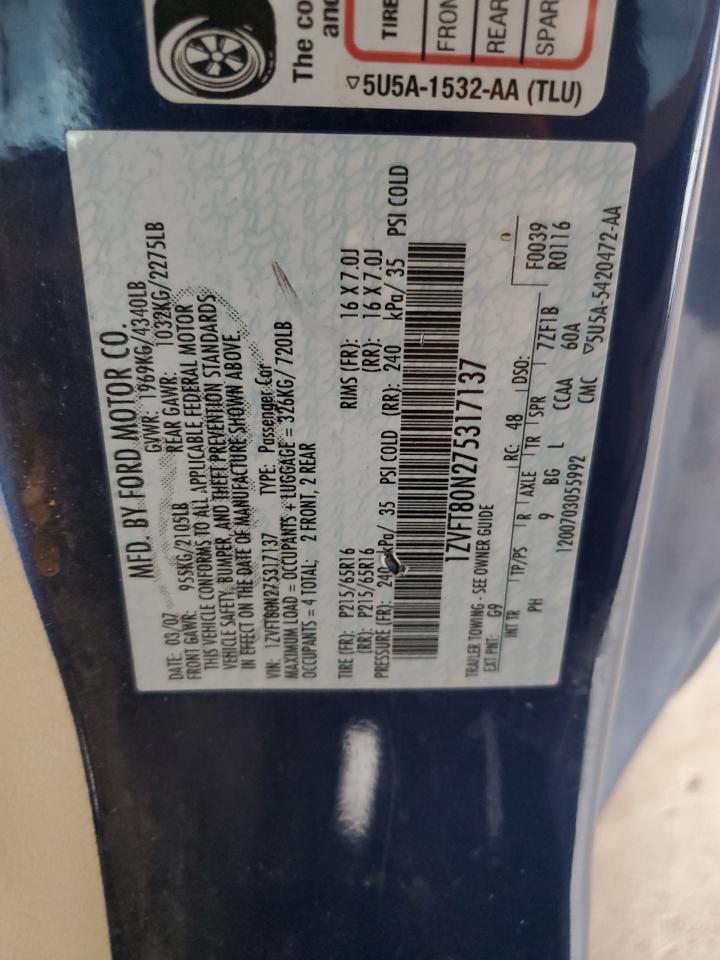 The co
and
TIRE
FRON
REAR
SPAR
▽5U5A-1532-AA (TLU)
MFD. BY FORD MOTOR CO.
DATE: 03/07 GVWR: 1969KG/4340LB
FRONT GAWR: 955KG/2105LB REAR GAWR: 1032KG/2275LB
THIS VEHICLE CONFORMS TO ALL APPLICABLE FEDERAL MOTOR
VEHICLE SAFETY, BUMPER, AND THEFT PREVENTION STANDARDS
IN EFFECT ON THE DATE OF MANUFACTURE SHOWN ABOVE.
VIN: 1ZVFT80N275317137 TYPE: Passenger Car
MAXIMUM LOAD = OCCUPANTS + LUGGAGE = 326KG/ 720LB
OCCUPANTS = 4 TOTAL: 2 FRONT, 2 REAR
TIRE (FR): P215/65R16 RIMS (FR): 16 X 7.0J
(RR): P215/65R16 (RR): 16 X 7.0J
PRESSURE (FR): 240 kPa/ 35 PSI COLD (RR): 240 kPa/ 35 PSI COLD
1ZVFT80N275317137
TRAILER TOWING - SEE OWNER GUIDE
EXT PNT: G9 RC: 48 DSO: F0039
INT TR TP/PS R AXLE TR SPR 7ZF1B R0116
PH 9 BG L CCAA 60A
1200703055992 CMC ▽5U5A-5420472-AA